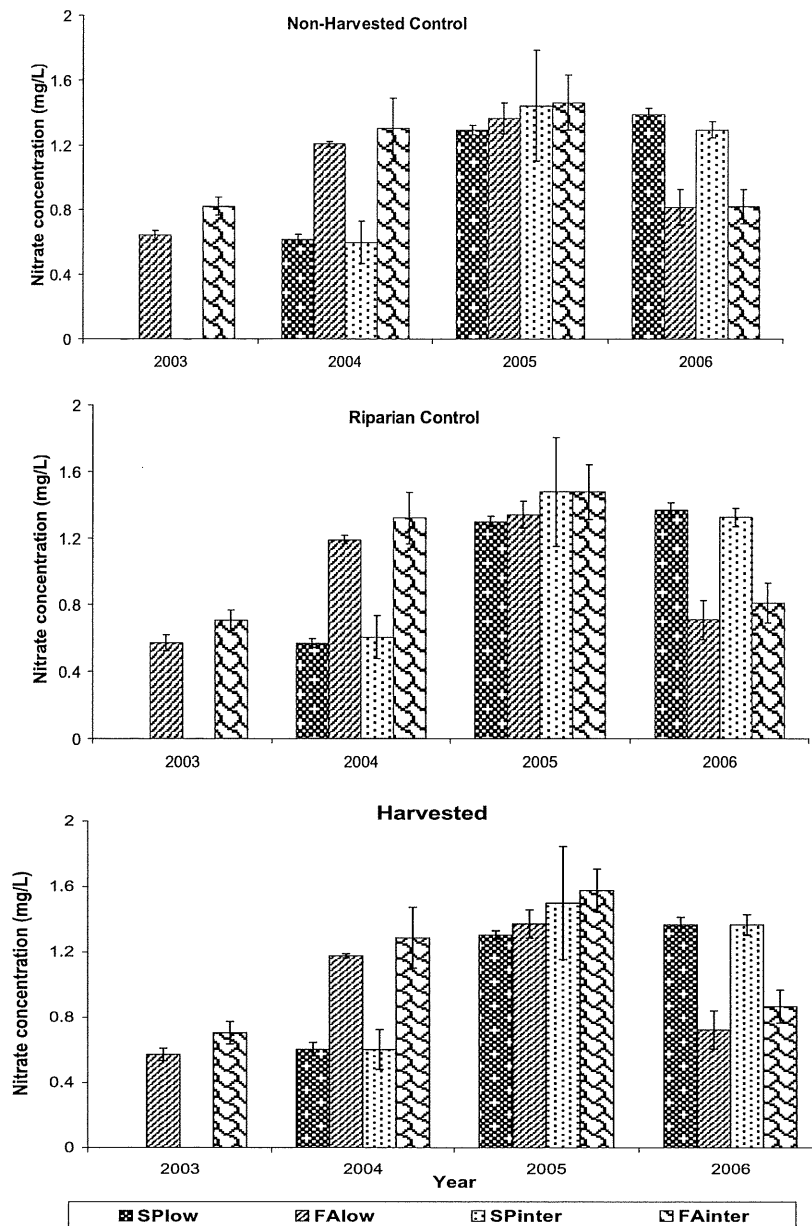 Non-Harvested Control
Nitrate concentration (mg/L)
2
1.6
1.2
0.8
0.4
0
2003 2004 2005 2006
Riparian Control
Nitrate concentration (mg/L)
2
1.6
1.2
0.8
0.4
0
2003 2004 2005 2006
Harvested
Nitrate concentration (mg/L)
2
1.6
1.2
0.8
0.4
0
2003 2004 2005 2006
Year
SPlow FAlow SPinter FAinter